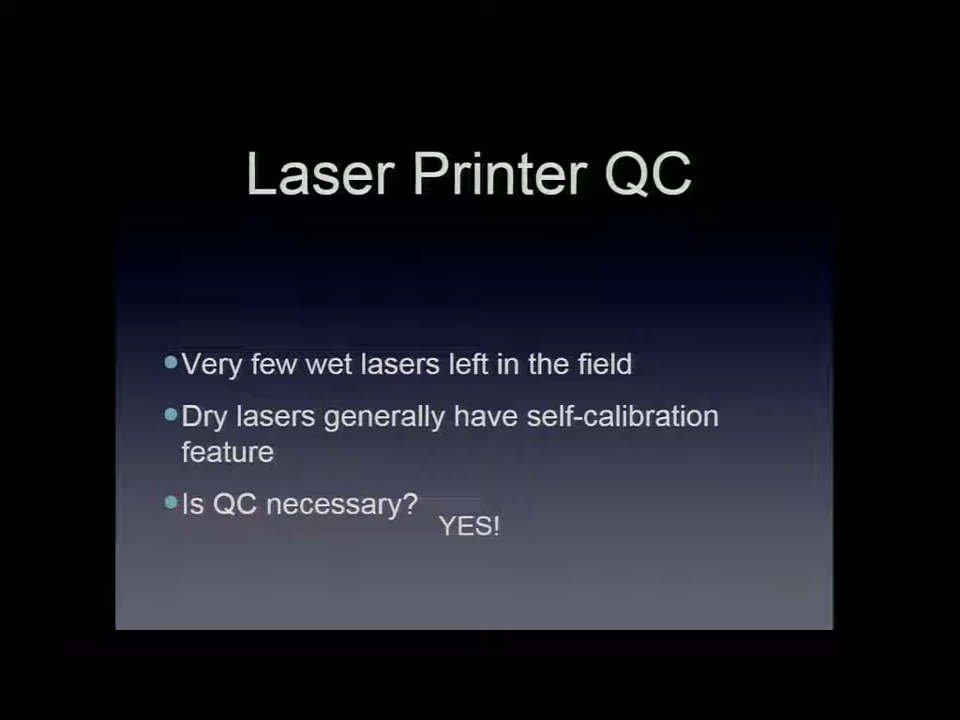 Laser Printer QC
•Very few wet lasers left in the field
•Dry lasers generally have self-calibration
feature
•Is QC necessary?
YES!